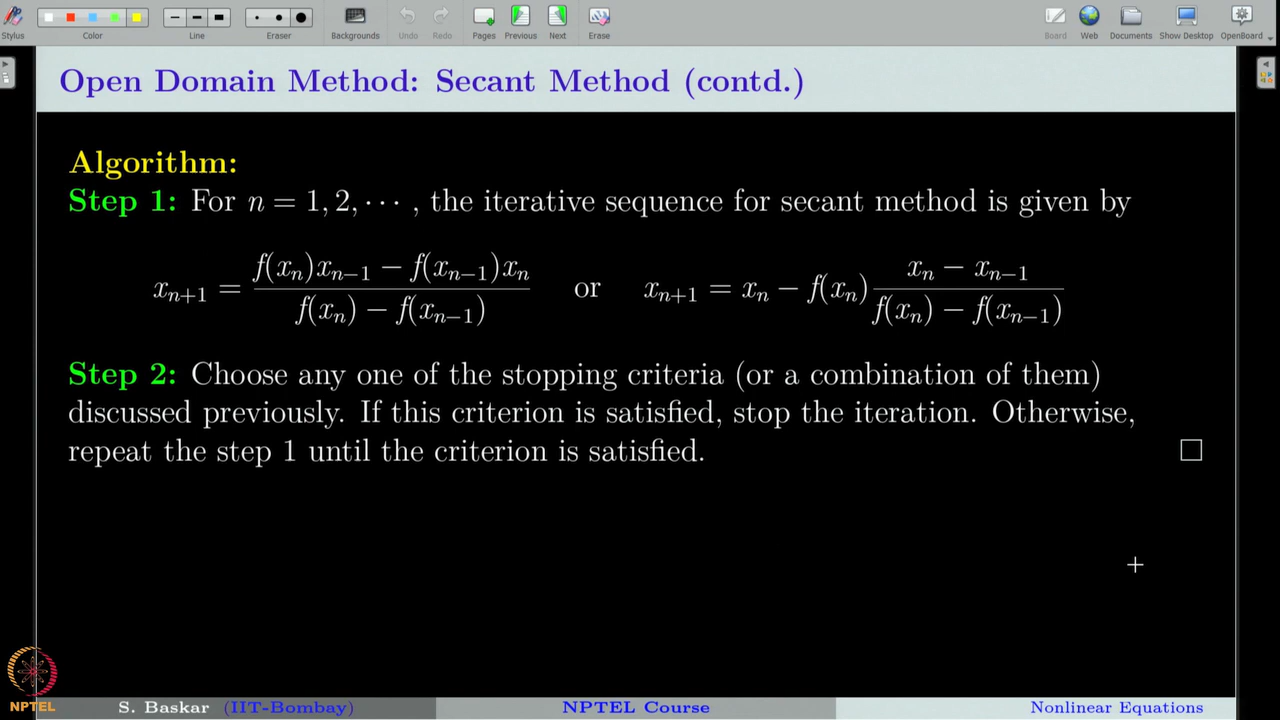 Stylus Color Line Eraser Backgrounds Undo Redo Pages Previous Next Erase Board Web Documents Show Desktop OpenBoard
Open Domain Method: Secant Method (contd.)
Algorithm:
Step 1: For n = 1, 2, ⋯ , the iterative sequence for secant method is given by
x_{n+1} = \frac{f(x_n)x_{n−1} − f(x_{n−1})x_n}{f(x_n) − f(x_{n−1})} or x_{n+1} = x_n − f(x_n) \frac{x_n − x_{n−1}}{f(x_n) − f(x_{n−1})}
Step 2: Choose any one of the stopping criteria (or a combination of them)
discussed previously. If this criterion is satisfied, stop the iteration. Otherwise,
repeat the step 1 until the criterion is satisfied. □
NPTEL
S. Baskar (IIT-Bombay) NPTEL Course Nonlinear Equations